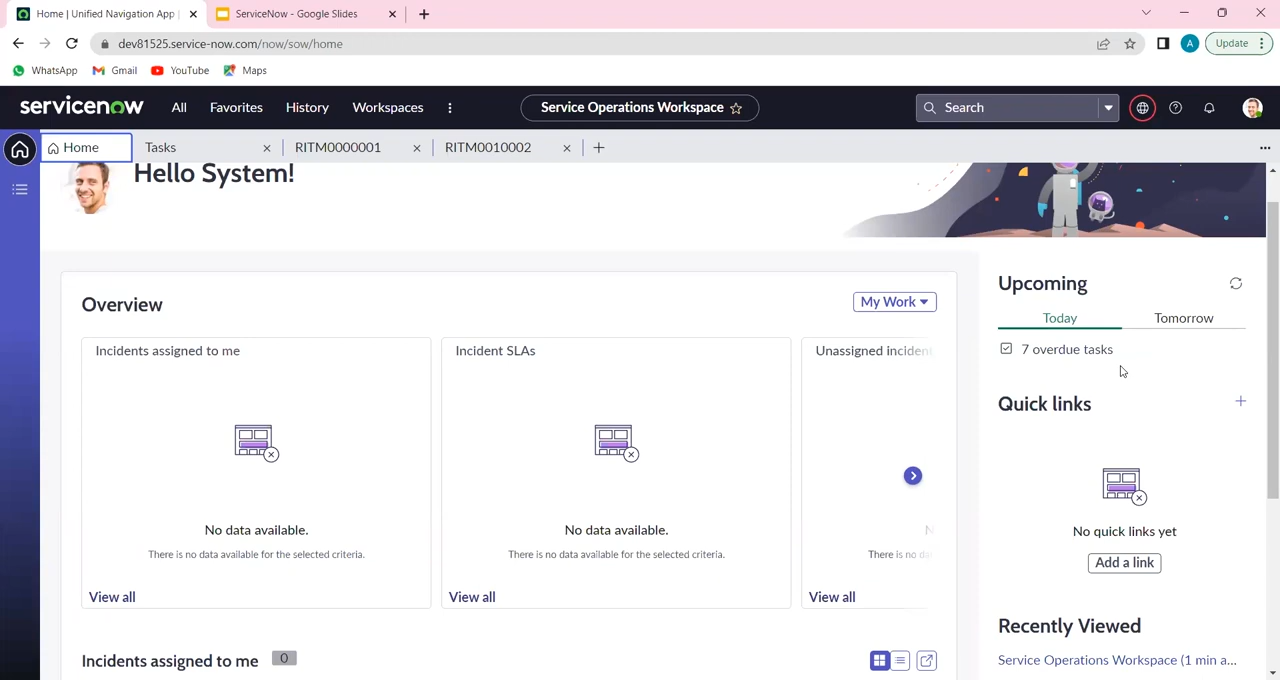 Home | Unified Navigation App
ServiceNow - Google Slides
dev81525.service-now.com/now/sow/home
A
Update
WhatsApp
Gmail
YouTube
Maps
servicenow
All
Favorites
History
Workspaces
Service Operations Workspace
Search
Home
Tasks
RITM0000001
RITM0010002
Hello System!
Overview
My Work
Incidents assigned to me
Incident SLAs
Unassigned inciden
No data available.
No data available.
N
There is no data available for the selected criteria.
There is no data available for the selected criteria.
There is no da
View all
View all
View all
Incidents assigned to me 0
Upcoming
Today
Tomorrow
7 overdue tasks
Quick links
No quick links yet
Add a link
Recently Viewed
Service Operations Workspace (1 min a...